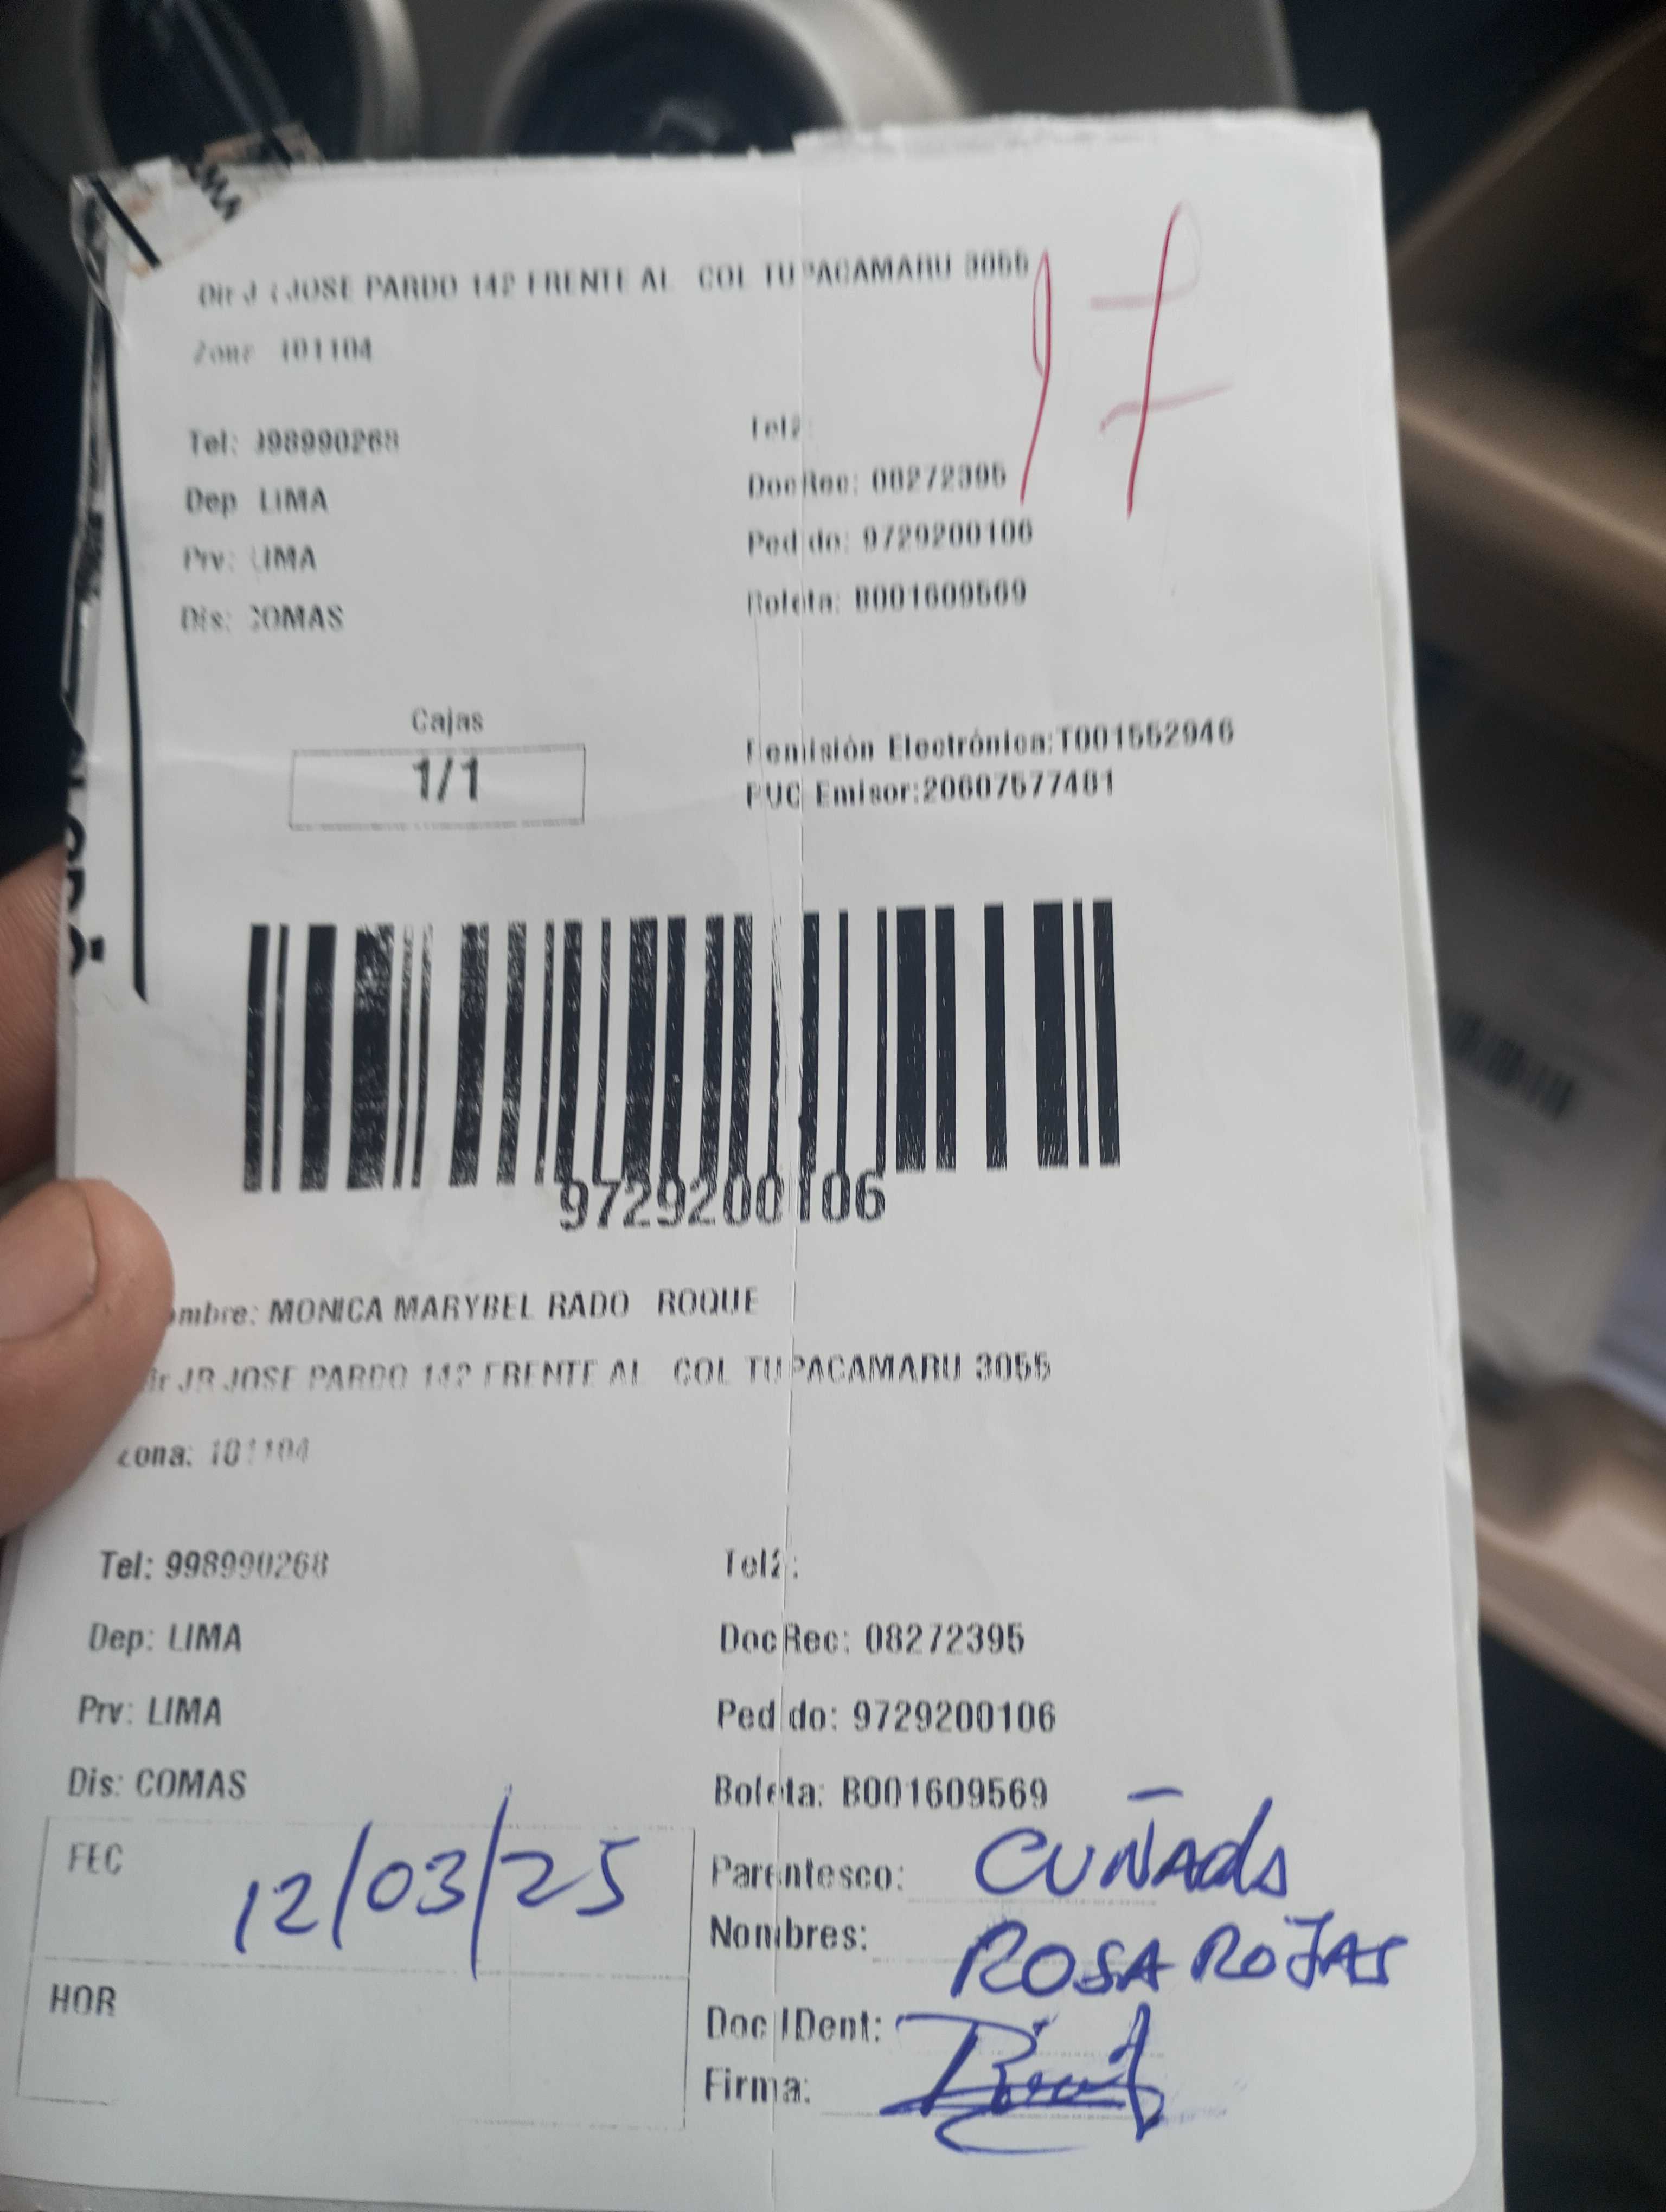 Dir J JOSE PARDO 142 FRENTE AL COL TUPACAMARU 3055
17
Zona 101104
Tel: 998990268 Tel2:
Dep LIMA DocRec: 08272395
Prv: LIMA Pedido: 9729200106
Dis: COMAS Boleta: B001609569
Cajas
1/1
Remisión Electrónica:T001552946
RUC Emisor:20607577481
9729200106
ombre: MONICA MARYBEL RADO ROQUE
Dir JR JOSE PARDO 142 FRENTE AL COL TUPACAMARU 3055
Zona: 101104
Tel: 998990268 Tel2:
Dep: LIMA DocRec: 08272395
Prv: LIMA Pedido: 9729200106
Dis: COMAS Boleta: B001609569
FEC 12/03/25
HOR
Parentesco: CUÑADA
Nombres: ROSA ROJAS
Doc IDent:
Firma: